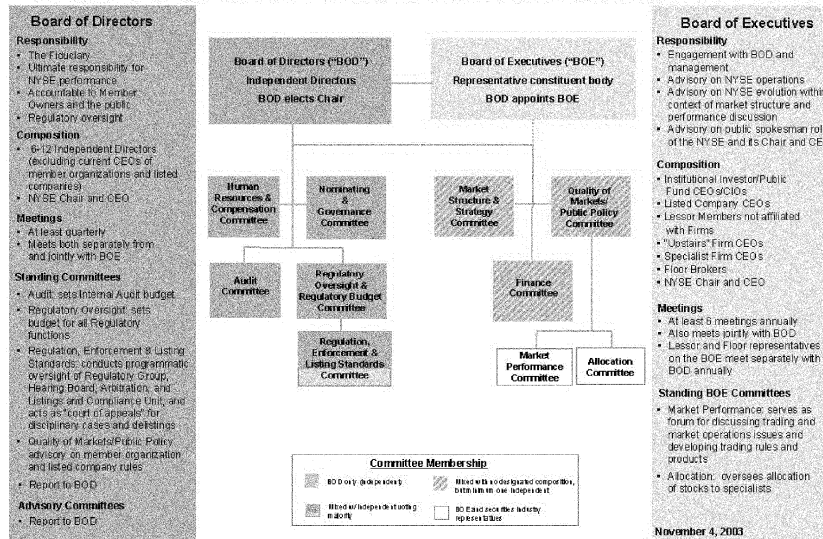 Board of Directors
Responsibility
• The Fiduciary
• Ultimate responsibility for
NYSE performance
• Accountable to Member
Owners and the public
• Regulatory oversight
Composition
• 6-12 Independent Directors
(excluding current CEOs of
member organizations and listed
companies)
• NYSE Chair and CEO
Meetings
• At least quarterly
• Meets both separately from
and jointly with BOE
Standing Committees
• Audit: sets Internal Audit budget
• Regulatory Oversight: sets
budget for all Regulatory
functions
• Regulation, Enforcement & Listing
Standards: conducts programmatic
oversight of Regulatory Group,
Hearing Board, Arbitration, and
Listings and Compliance Unit, and
acts as "court of appeals" for
disciplinary cases and delistings
• Quality of Markets/Public Policy
advisory on member organization
and listed company rules
• Report to BOD
Advisory Committees
• Report to BOD
Board of Directors ("BOD")
Independent Directors
BOD elects Chair
Board of Executives ("BOE")
Representative constituent body
BOD appoints BOE
Human
Resources &
Compensation
Committee
Nominating
&
Governance
Committee
Market
Structure &
Strategy
Committee
Quality of
Markets/
Public Policy
Committee
Audit
Committee
Regulatory
Oversight &
Regulatory Budget
Committee
Finance
Committee
Regulation,
Enforcement &
Listing Standards
Committee
Market
Performance
Committee
Allocation
Committee
Committee Membership
BOD only (independent)
Mixed with no designated composition,
but minimum one independent
Mixed w/independent voting
majority
BOE and securities industry
representatives
Board of Executives
Responsibility
• Engagement with BOD and
management
• Advisory on NYSE operations
• Advisory on NYSE evolution within
context of market structure and
performance discussion
• Advisory on public spokesman rol
of the NYSE and its Chair and CE
Composition
• Institutional Investor/Public
Fund CEOs/CIOs
• Listed Company CEOs
• Lessor Members not affiliated
with Firms
• "Upstairs" Firm CEOs
• Specialist Firm CEOs
• Floor Brokers
• NYSE Chair and CEO
Meetings
• At least 6 meetings annually
• Also meets jointly with BOD
• Lessor and Floor representatives
on the BOE meet separately with
BOD annually
Standing BOE Committees
• Market Performance: serves as
forum for discussing trading and
market operations issues and
developing trading rules and
products
• Allocation: oversees allocation
of stocks to specialists
November 4, 2003